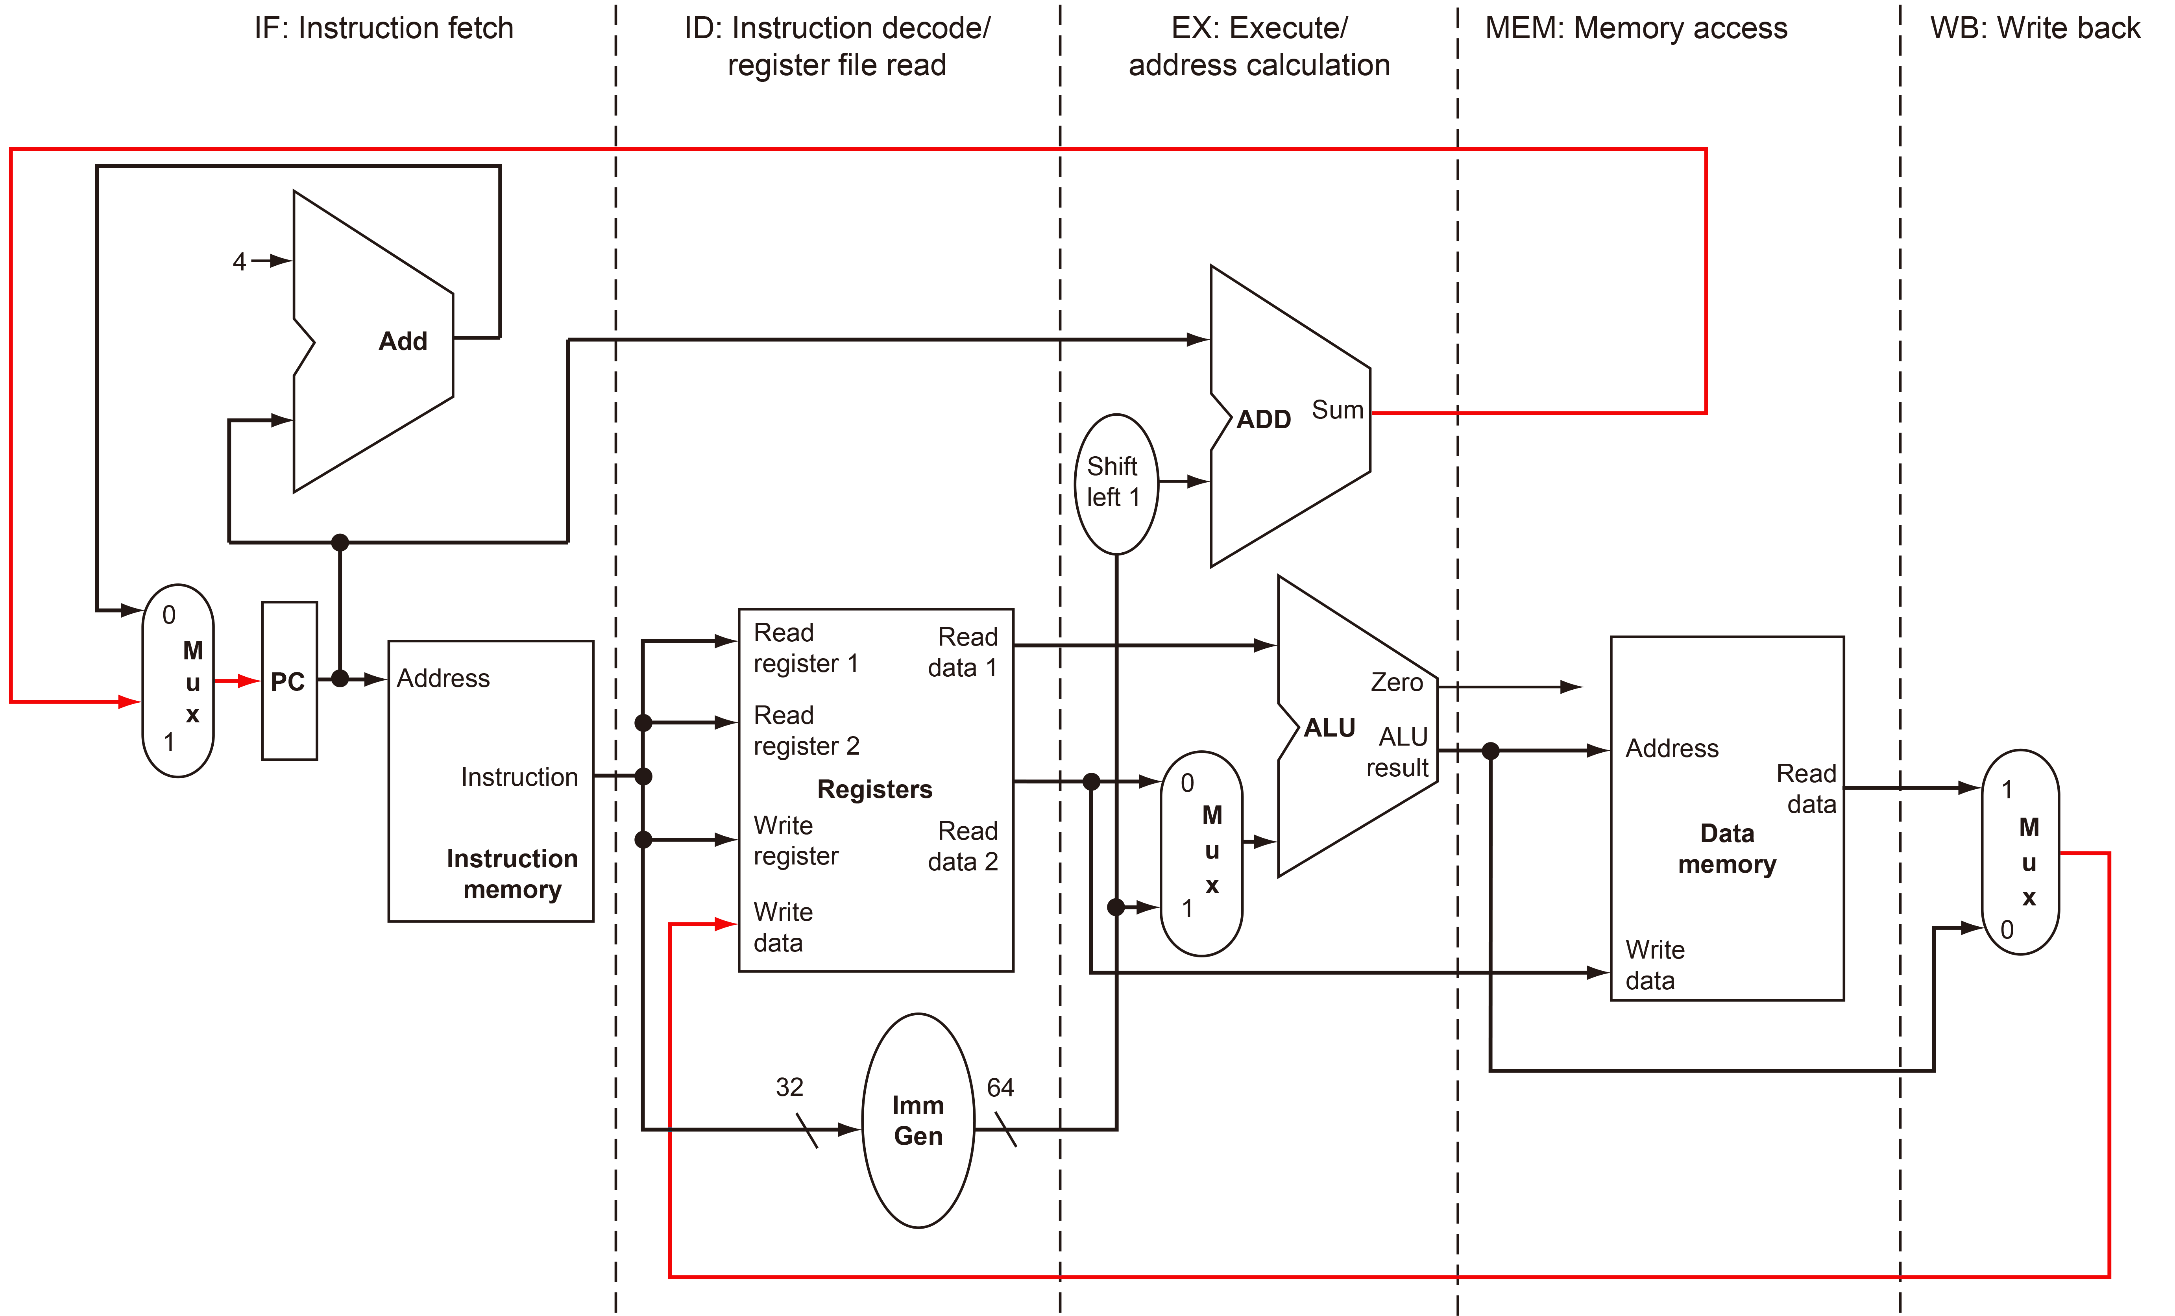 IF: Instruction fetch
ID: Instruction decode/
register file read
EX: Execute/
address calculation
MEM: Memory access
WB: Write back
4
Add
ADD
Sum
Shift
left 1
0
M
u
x
1
PC
Address
Instruction
Instruction
memory
Read
register 1
Read
register 2
Write
register
Write
data
Registers
Read
data 1
Read
data 2
32
Imm
Gen
64
0
M
u
x
1
Zero
ALU
ALU
result
Address
Read
data
Data
memory
Write
data
1
M
u
x
0